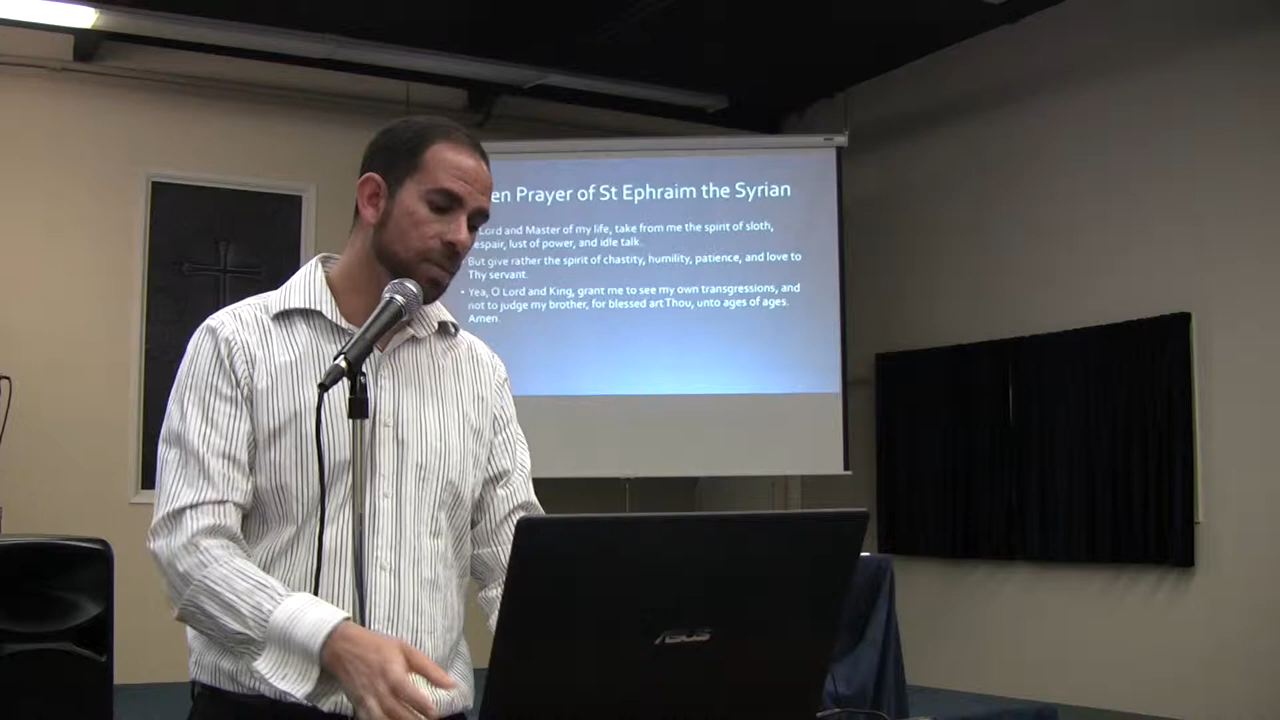 en Prayer of St Ephraim the Syrian
Lord and Master of my life, take from me the spirit of sloth,
espair, lust of power, and idle talk.
But give rather the spirit of chastity, humility, patience, and love to
Thy servant.
• Yea, O Lord and King, grant me to see my own transgressions, and
not to judge my brother, for blessed art Thou, unto ages of ages.
Amen.
ASUS